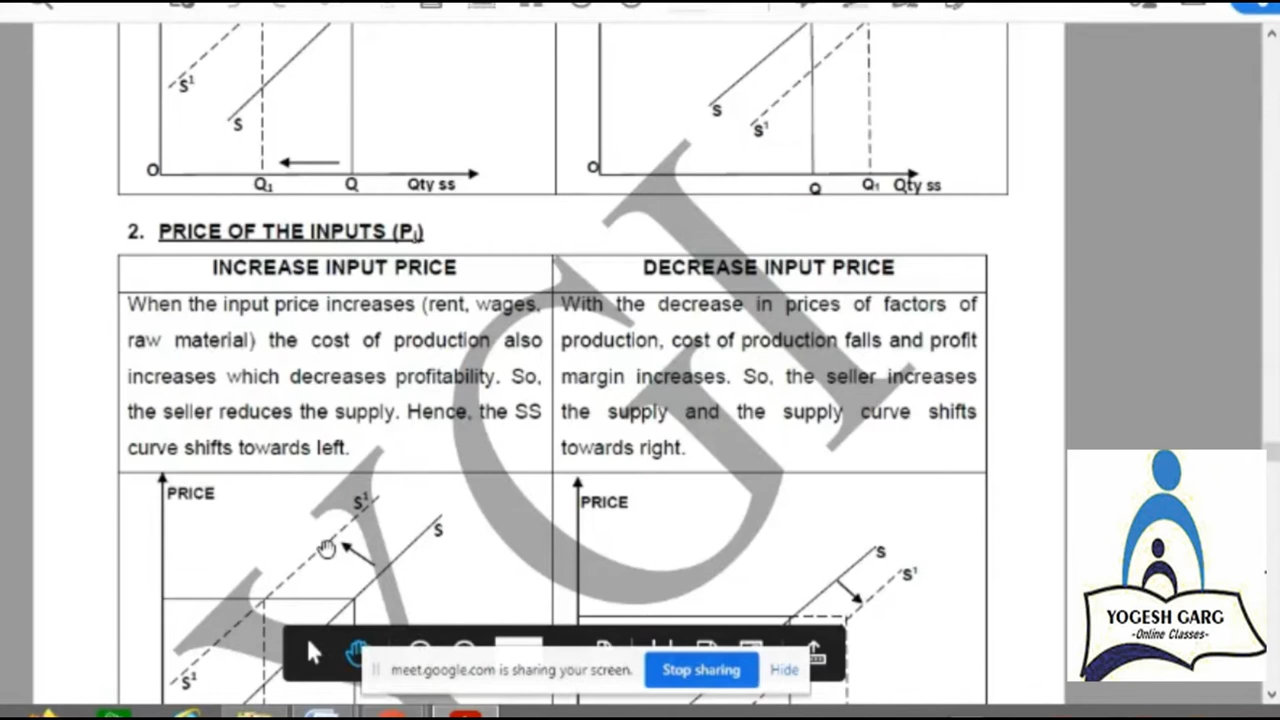 S¹
S
O
Q₁
Q
Qty ss
S
S¹
O
Q
Q₁
Qty ss
2. PRICE OF THE INPUTS (Pᵢ)
INCREASE INPUT PRICE
When the input price increases (rent, wages,
raw material) the cost of production also
increases which decreases profitability. So,
the seller reduces the supply. Hence, the SS
curve shifts towards left.
DECREASE INPUT PRICE
With the decrease in prices of factors of
production, cost of production falls and profit
margin increases. So, the seller increases
the supply and the supply curve shifts
towards right.
PRICE
S¹
S
S¹
PRICE
S
S¹
YGI
meet.google.com is sharing your screen.
Stop sharing
Hide
YOGESH GARG
-Online Classes-